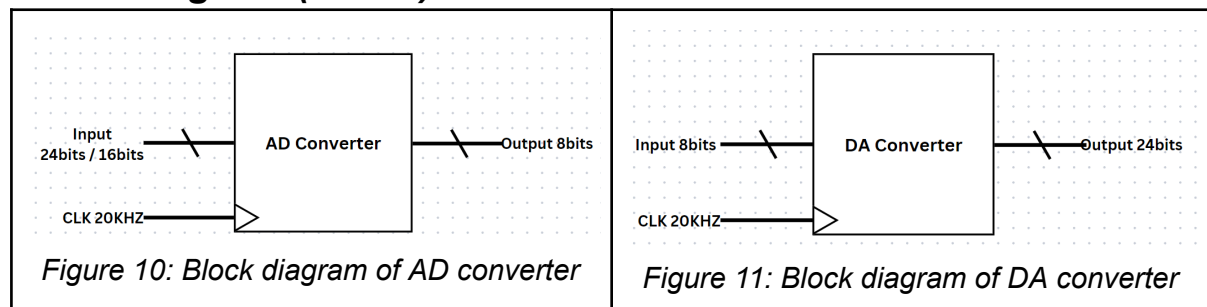 Input
24bits / 16bits
AD Converter
Output 8bits
CLK 20KHZ
Figure 10: Block diagram of AD converter
Input 8bits
DA Converter
Output 24bits
CLK 20KHZ
Figure 11: Block diagram of DA converter